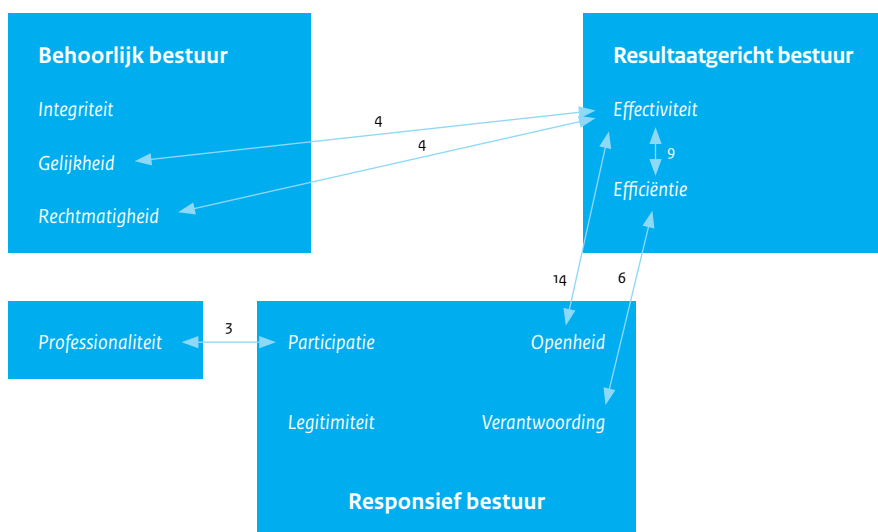 Behoorlijk bestuur
Integriteit
Gelijkheid
Rechtmatigheid
Resultaatgericht bestuur
Effectiviteit
Efficiëntie
4
4
9
14
6
Professionaliteit
3
Participatie
Openheid
Legitimiteit
Verantwoording
Responsief bestuur